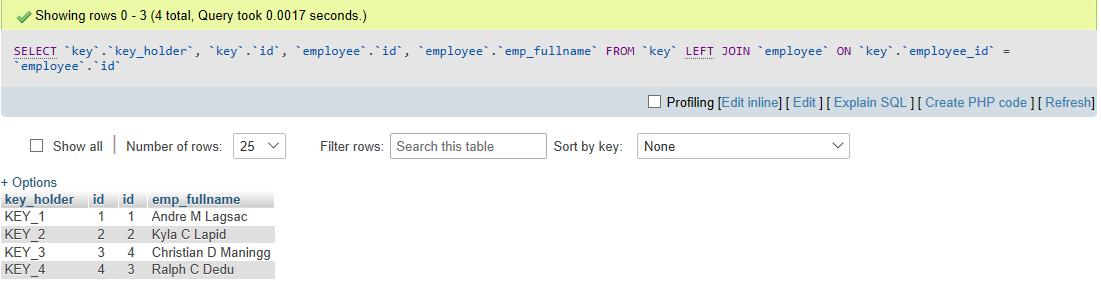 Showing rows 0 - 3 (4 total, Query took 0.0017 seconds.)
SELECT `key`.`key_holder`, `key`.`id`, `employee`.`id`, `employee`.`emp_fullname` FROM `key` LEFT JOIN `employee` ON `key`.`employee_id` =
`employee`.`id`
Profiling [Edit inline] [ Edit ] [ Explain SQL ] [ Create PHP code ] [ Refresh]
Show all | Number of rows: 25 Filter rows: Search this table Sort by key: None
+ Options
key_holder id id emp_fullname
KEY_1 1 1 Andre M Lagsac
KEY_2 2 2 Kyla C Lapid
KEY_3 3 4 Christian D Maningg
KEY_4 4 3 Ralph C Dedu